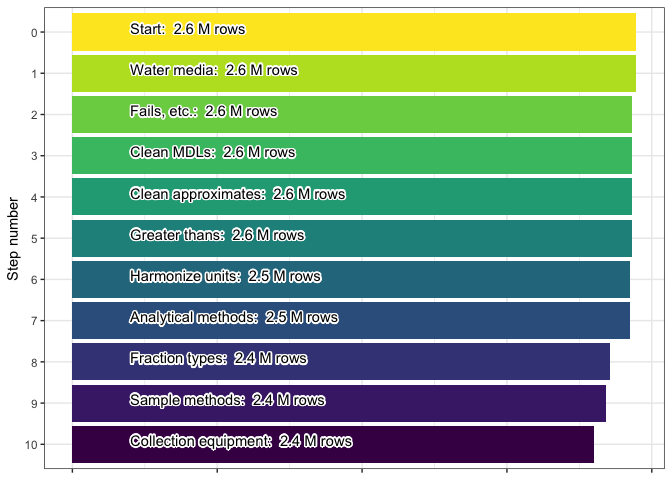 Step number
0 Start: 2.6 M rows
1 Water media: 2.6 M rows
2 Fails, etc.: 2.6 M rows
3 Clean MDLs: 2.6 M rows
4 Clean approximates: 2.6 M rows
5 Greater thans: 2.6 M rows
6 Harmonize units: 2.5 M rows
7 Analytical methods: 2.5 M rows
8 Fraction types: 2.4 M rows
9 Sample methods: 2.4 M rows
10 Collection equipment: 2.4 M rows